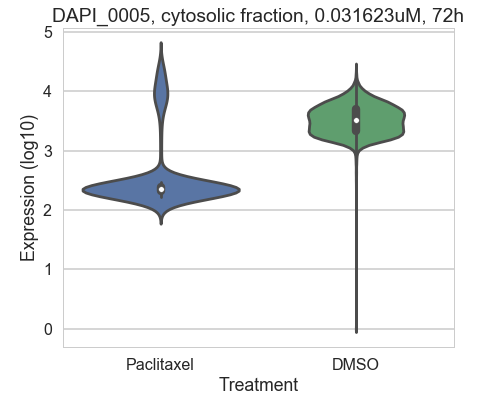 DAPI_0005, cytosolic fraction, 0.031623uM, 72h
5
4
3
2
1
0
Expression (log10)
Paclitaxel
DMSO
Treatment